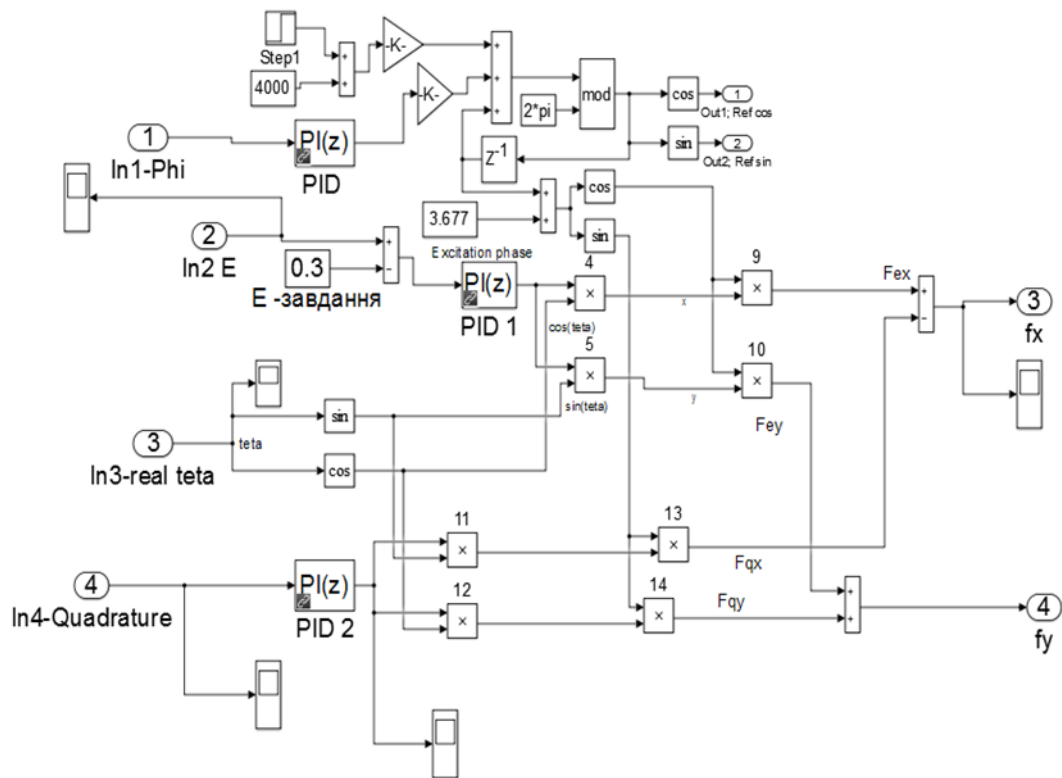 Step1
4000
-K-
-K-
2*pi
mod
cos
1
Out1; Ref cos
sin
2
Out2; Ref sin
Z-1
1
In1-Phi
PI(z)
PID
3.677
cos
sin
2
In2 E
0.3
E -завдання
Excitation phase
PI(z)
PID 1
4
×
cos(teta)
x
9
×
Fex
3
fx
5
×
sin(teta)
y
10
×
Fey
3
In3-real teta
teta
sin
cos
11
×
13
×
Fqx
4
In4-Quadrature
PI(z)
PID 2
12
×
14
×
Fqy
4
fy